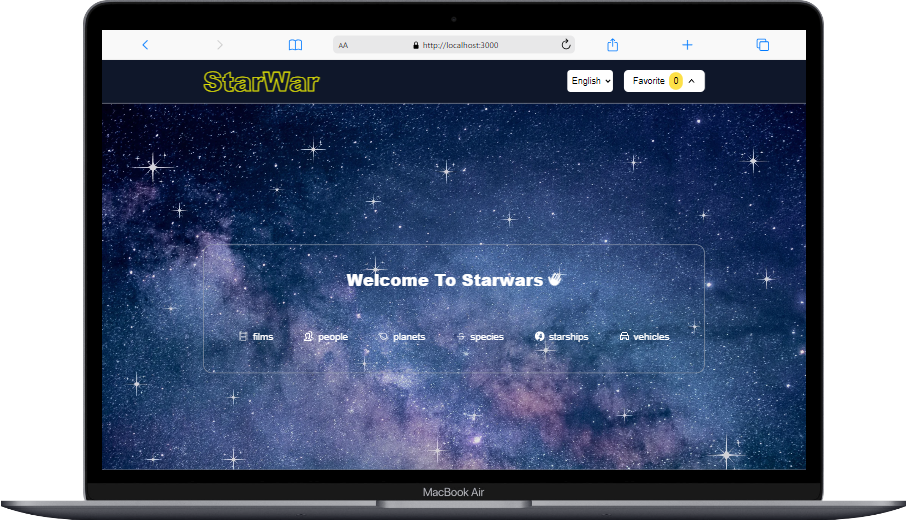 AA
http://localhost:3000
StarWar
English
Favorite 0
Welcome To Starwars
films people planets species starships vehicles
MacBook Air